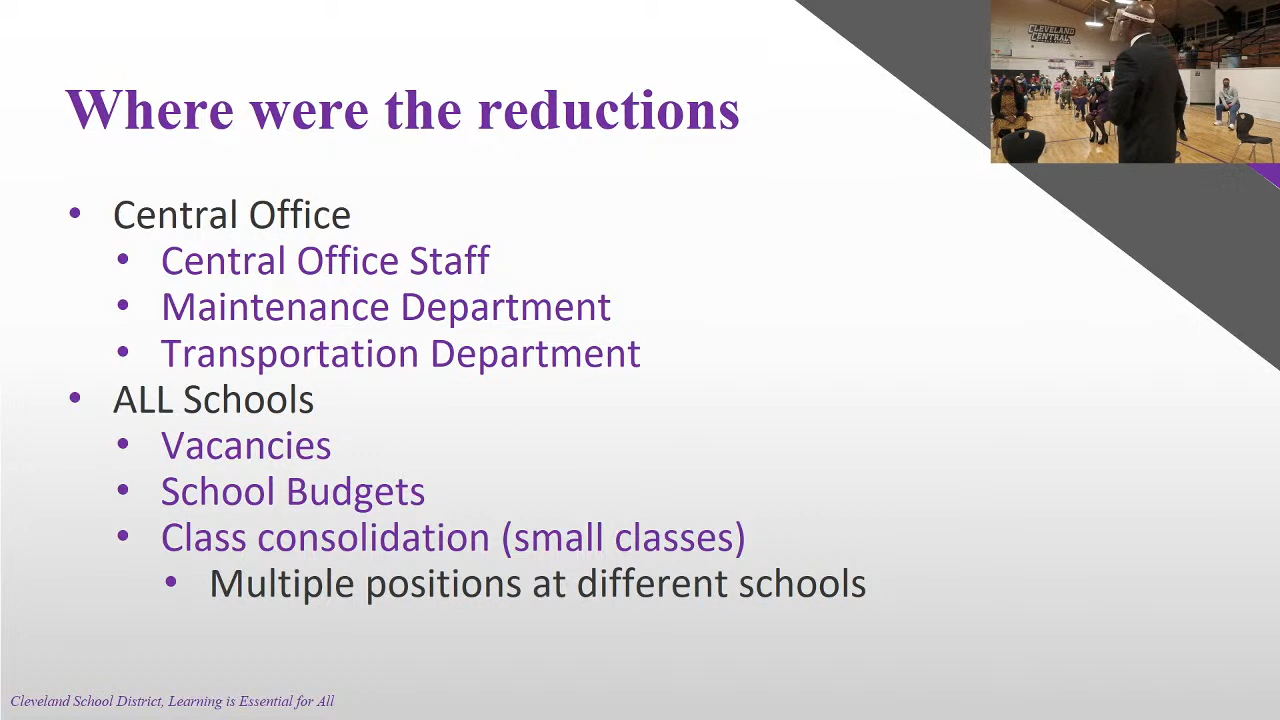 CLEVELAND
CENTRAL
Where were the reductions
• Central Office
• Central Office Staff
• Maintenance Department
• Transportation Department
• ALL Schools
• Vacancies
• School Budgets
• Class consolidation (small classes)
• Multiple positions at different schools
Cleveland School District, Learning is Essential for All